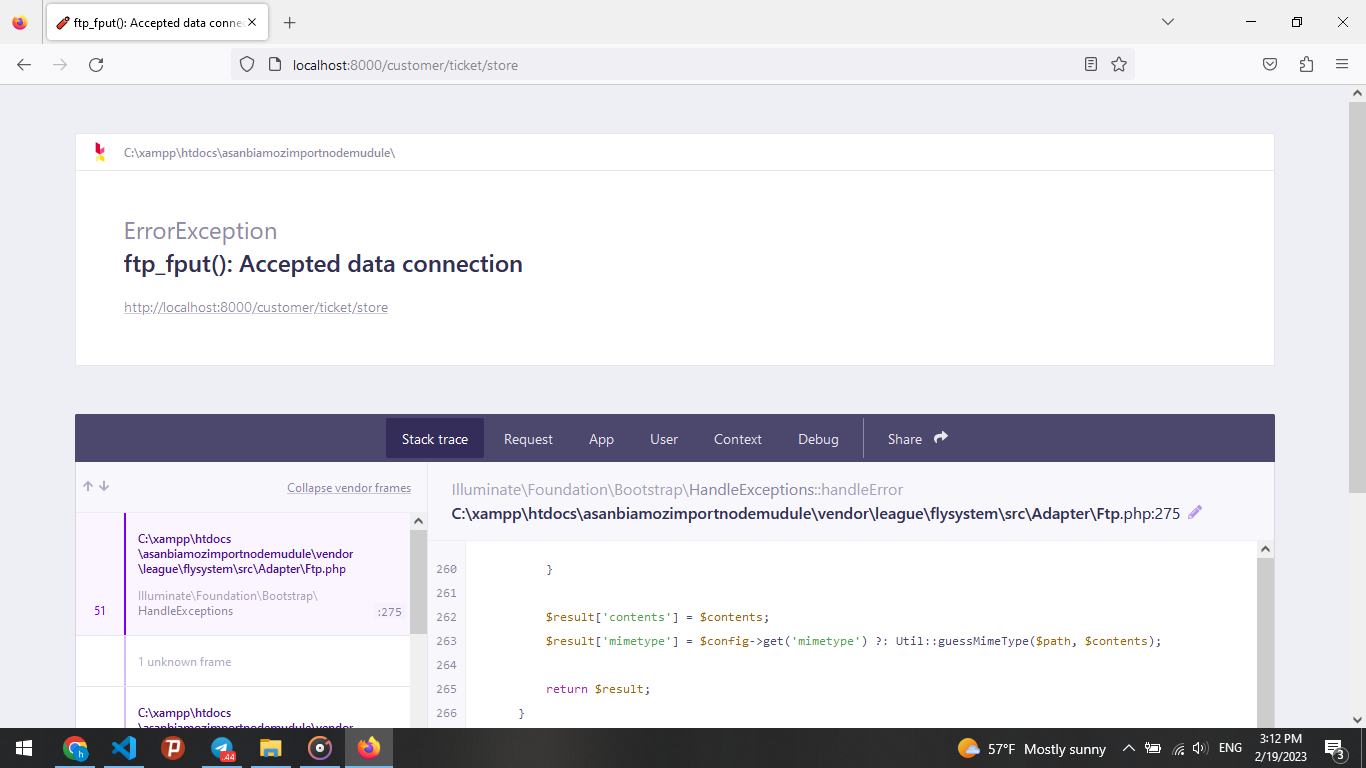 ftp_fput(): Accepted data conne
localhost:8000/customer/ticket/store
C:\xampp\htdocs\asanbiamozimportnodemudule\
ErrorException
ftp_fput(): Accepted data connection
http://localhost:8000/customer/ticket/store
Stack trace Request App User Context Debug Share
Collapse vendor frames
C:\xampp\htdocs
\asanbiamozimportnodemudule\vendor
\league\flysystem\src\Adapter\Ftp.php
Illuminate\Foundation\Bootstrap\
51 HandleExceptions :275
1 unknown frame
C:\xampp\htdocs
\asanbiamozimportnodemudule\vendor
Illuminate\Foundation\Bootstrap\HandleExceptions::handleError
C:\xampp\htdocs\asanbiamozimportnodemudule\vendor\league\flysystem\src\Adapter\Ftp.php:275
260 }
261
262 $result['contents'] = $contents;
263 $result['mimetype'] = $config->get('mimetype') ?: Util::guessMimeType($path, $contents);
264
265 return $result;
266 }
h
.44
57°F Mostly sunny
ENG
3:12 PM
2/19/2023
3